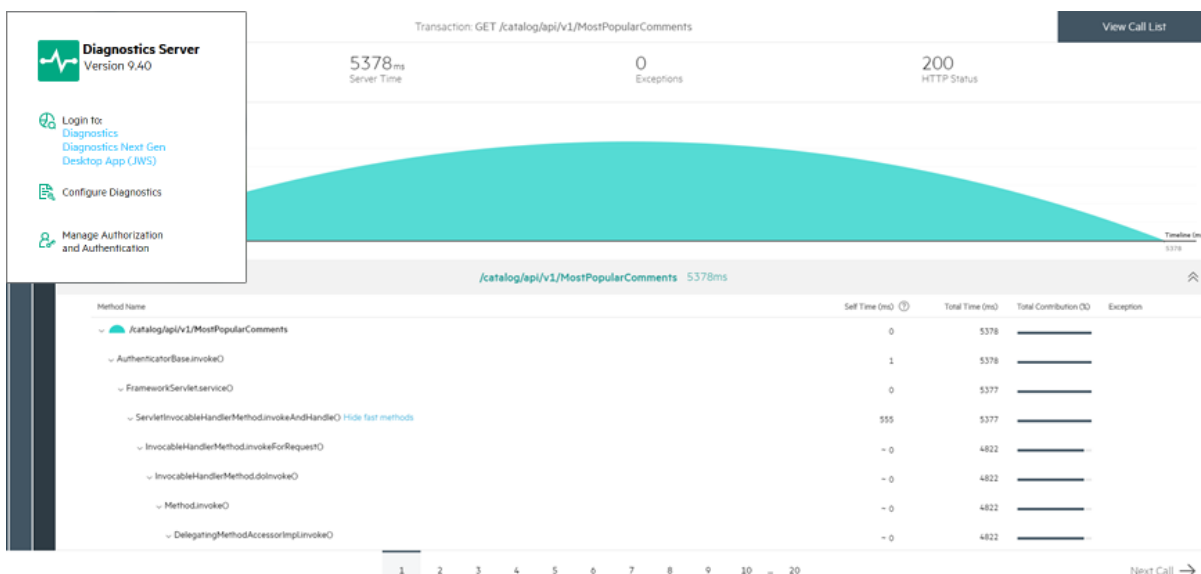 Diagnostics Server
Version 9.40
Login to:
Diagnostics
Diagnostics Next Gen
Desktop App (JWS)
Configure Diagnostics
Manage Authorization
and Authentication
Transaction: GET /catalog/api/v1/MostPopularComments
View Call List
5378 ms
Server Time
0
Exceptions
200
HTTP Status
Timeline (m
5378
/catalog/api/v1/MostPopularComments 5378ms
Method Name Self Time (ms) ? Total Time (ms) Total Contribution (%) Exception
/catalog/api/v1/MostPopularComments 0 5378
AuthenticatorBase.invoke() 1 5378
FrameworkServlet.service() 0 5377
ServletInvocableHandlerMethod.invokeAndHandle() Hide fast methods 555 5377
InvocableHandlerMethod.invokeForRequest() ~ 0 4822
InvocableHandlerMethod.doInvoke() ~ 0 4822
Method.invoke() ~ 0 4822
DelegatingMethodAccessorImpl.invoke() ~ 0 4822
1 2 3 4 5 6 7 8 9 10 … 20 Next Call →